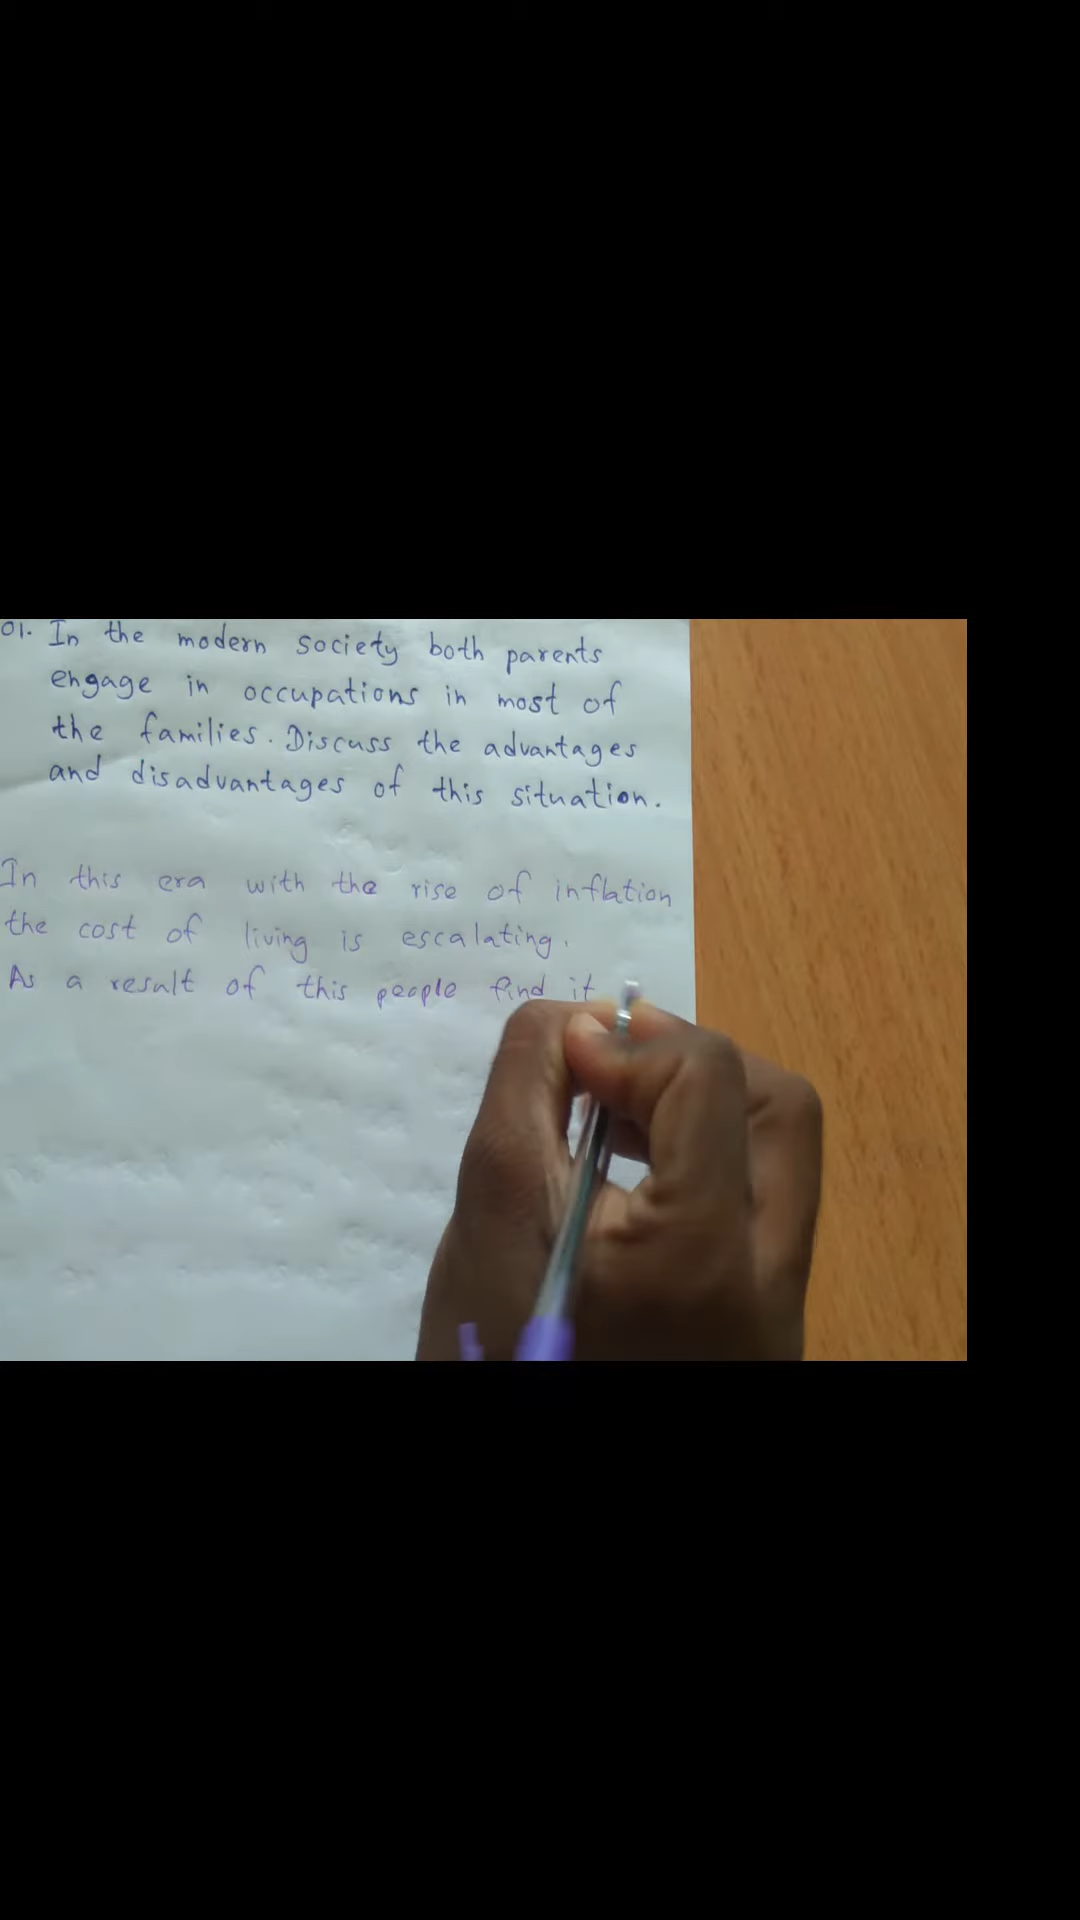 01. In the modern society both parents
engage in occupations in most of
the families. Discuss the advantages
and disadvantages of this situation.
In this era with the rise of inflation
the cost of living is escalating.
As a result of this people find it